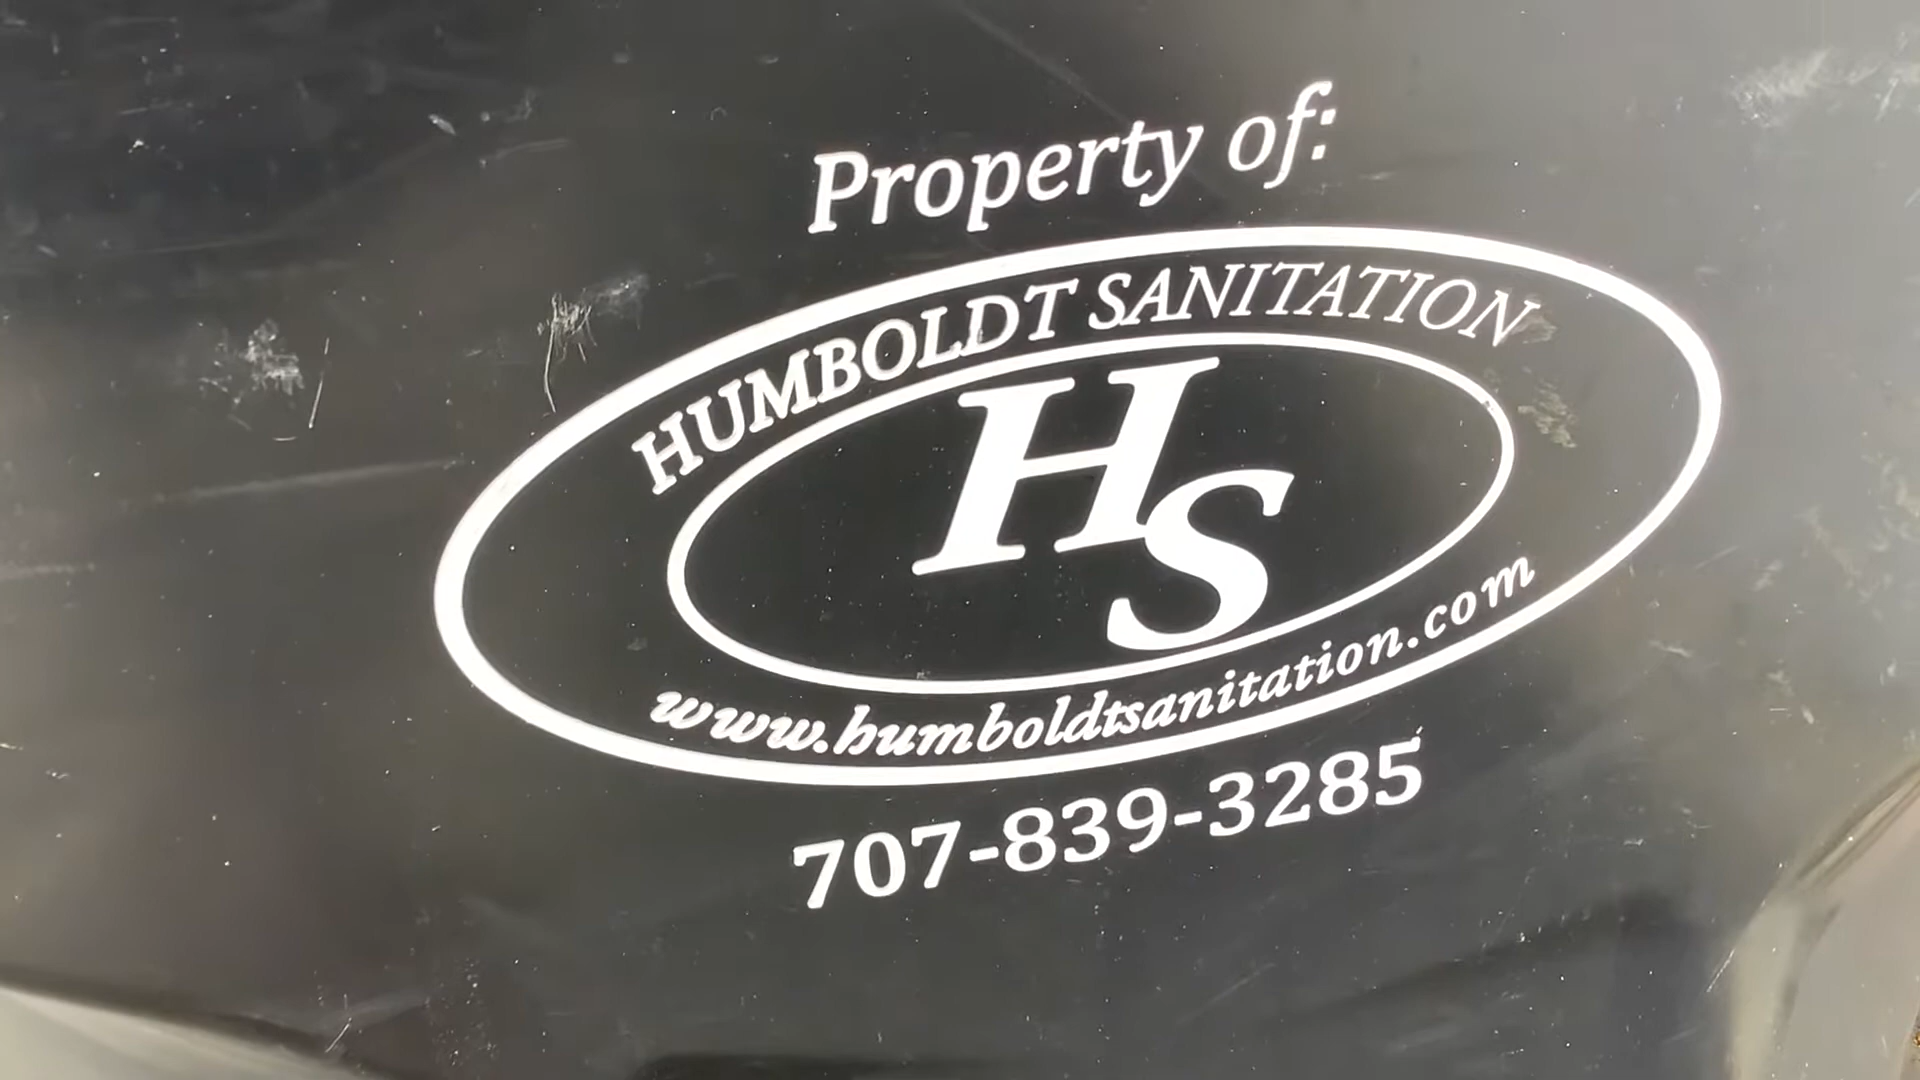 Property of:
HUMBOLDT SANITATION
HS
www.humboldtsanitation.com
707-839-3285